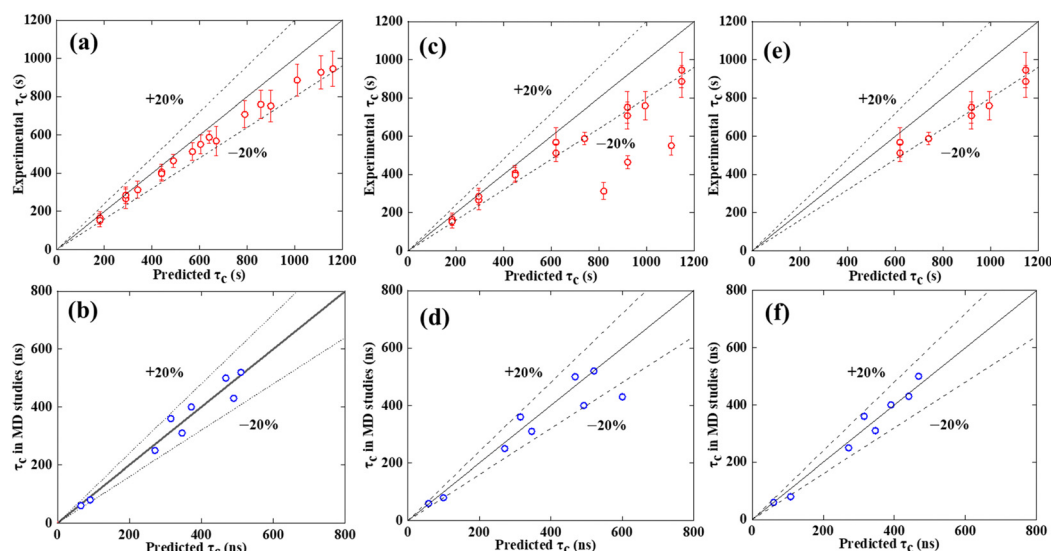 (a)
Experimental τc (s)
1200
1000
800
600
400
200
0
+20%
−20%
0 200 400 600 800 1000 1200
Predicted τc (s)
(c)
Experimental τc (s)
1200
1000
800
600
400
200
0
+20%
−20%
0 200 400 600 800 1000 1200
Predicted τc (s)
(e)
Experimental τc (s)
1200
1000
800
600
400
200
0
+20%
−20%
0 200 400 600 800 1000 1200
Predicted τc (s)
(b)
τc in MD studies (ns)
800
600
400
200
0
+20%
−20%
0 200 400 600 800
Predicted τc (ns)
(d)
τc in MD studies (ns)
800
600
400
200
0
+20%
−20%
0 200 400 600 800
Predicted τc (ns)
(f)
τc in MD studies (ns)
800
600
400
200
0
+20%
−20%
0 200 400 600 800
Predicted τc (ns)